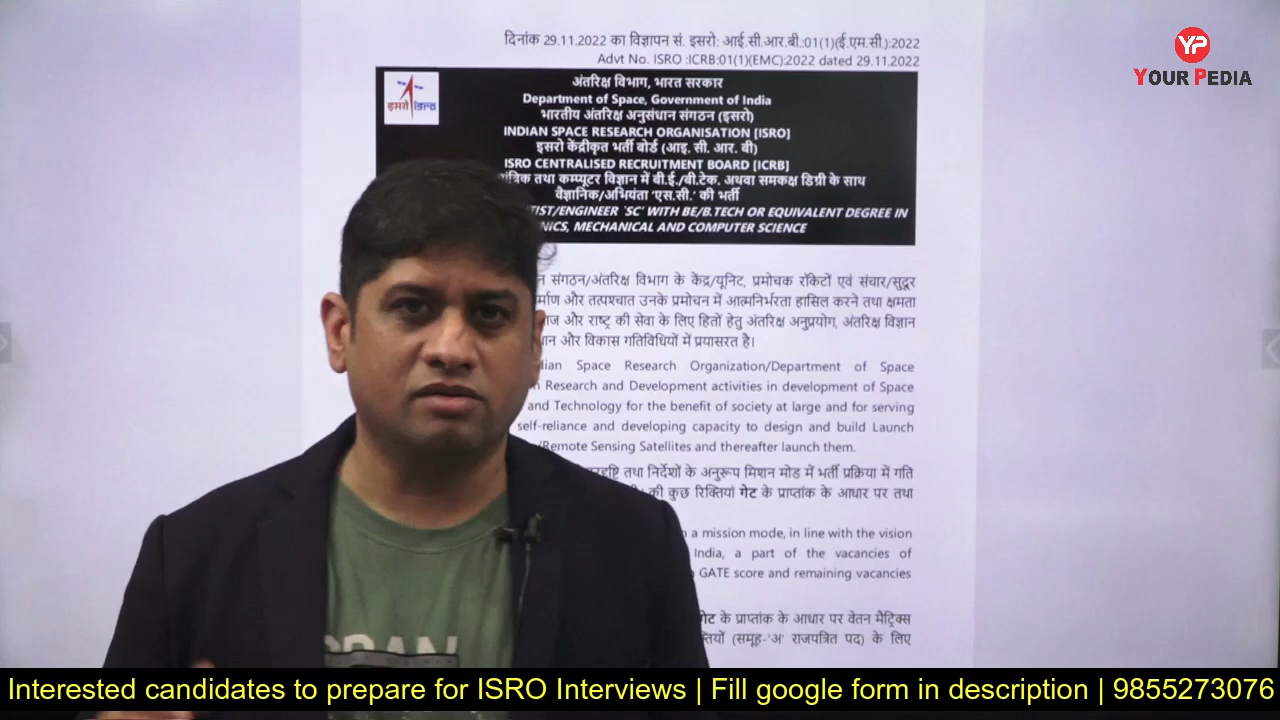 दिनांक 29.11.2022 का विज्ञापन सं. इसरो: आई.सी.आर.बी.:01(1)(ई.एम.सी.):2022
Advt No. ISRO :ICRB:01(1)(EMC):2022 dated 29.11.2022
YP
YOUR PEDIA
इसरो isro
अंतरिक्ष विभाग, भारत सरकार
Department of Space, Government of India
भारतीय अंतरिक्ष अनुसंधान संगठन (इसरो)
INDIAN SPACE RESEARCH ORGANISATION [ISRO]
इसरो केंद्रीकृत भर्ती बोर्ड (आइ. सी. आर. बी)
ISRO CENTRALISED RECRUITMENT BOARD [ICRB]
तथा कम्प्यूटर विज्ञान में बी.ई./बी.टेक. अथवा समकक्ष डिग्री के साथ
वैज्ञानिक/अभियंता 'एस.सी.' की भर्ती
TIST/ENGINEER `SC' WITH BE/B.TECH OR EQUIVALENT DEGREE IN
NICS, MECHANICAL AND COMPUTER SCIENCE
न संगठन/अंतरिक्ष विभाग के केंद्र/यूनिट, प्रमोचक रॉकिटों एवं संचार/सुदूर
र्माण और तत्पश्चात उनके प्रमोचन में आत्मनिर्भरता हासिल करने तथा क्षमता
ाज और राष्ट्र की सेवा के लिए हितों हेतु अंतरिक्ष अनुप्रयोग, अंतरिक्ष विज्ञान
धान और विकास गतिविधियों में प्रयासरत है।
dian Space Research Organization/Department of Space
Research and Development activities in development of Space
and Technology for the benefit of society at large and for serving
self-reliance and developing capacity to design and build Launch
/Remote Sensing Satellites and thereafter launch them.
तथा निर्देशों के अनुरूप मिशन मोड में भर्ती प्रक्रिया में गति
की कुछ रिक्तियां गेट के प्राप्तांक के आधार पर तथा
a mission mode, in line with the vision
India, a part of the vacancies of
GATE score and remaining vacancies
गेट के प्राप्तांक के आधार पर वेतन मैट्रिक्स
क्तियों (समूह-'अ' राजपत्रित पद) के लिए
Interested candidates to prepare for ISRO Interviews | Fill google form in description | 9855273076